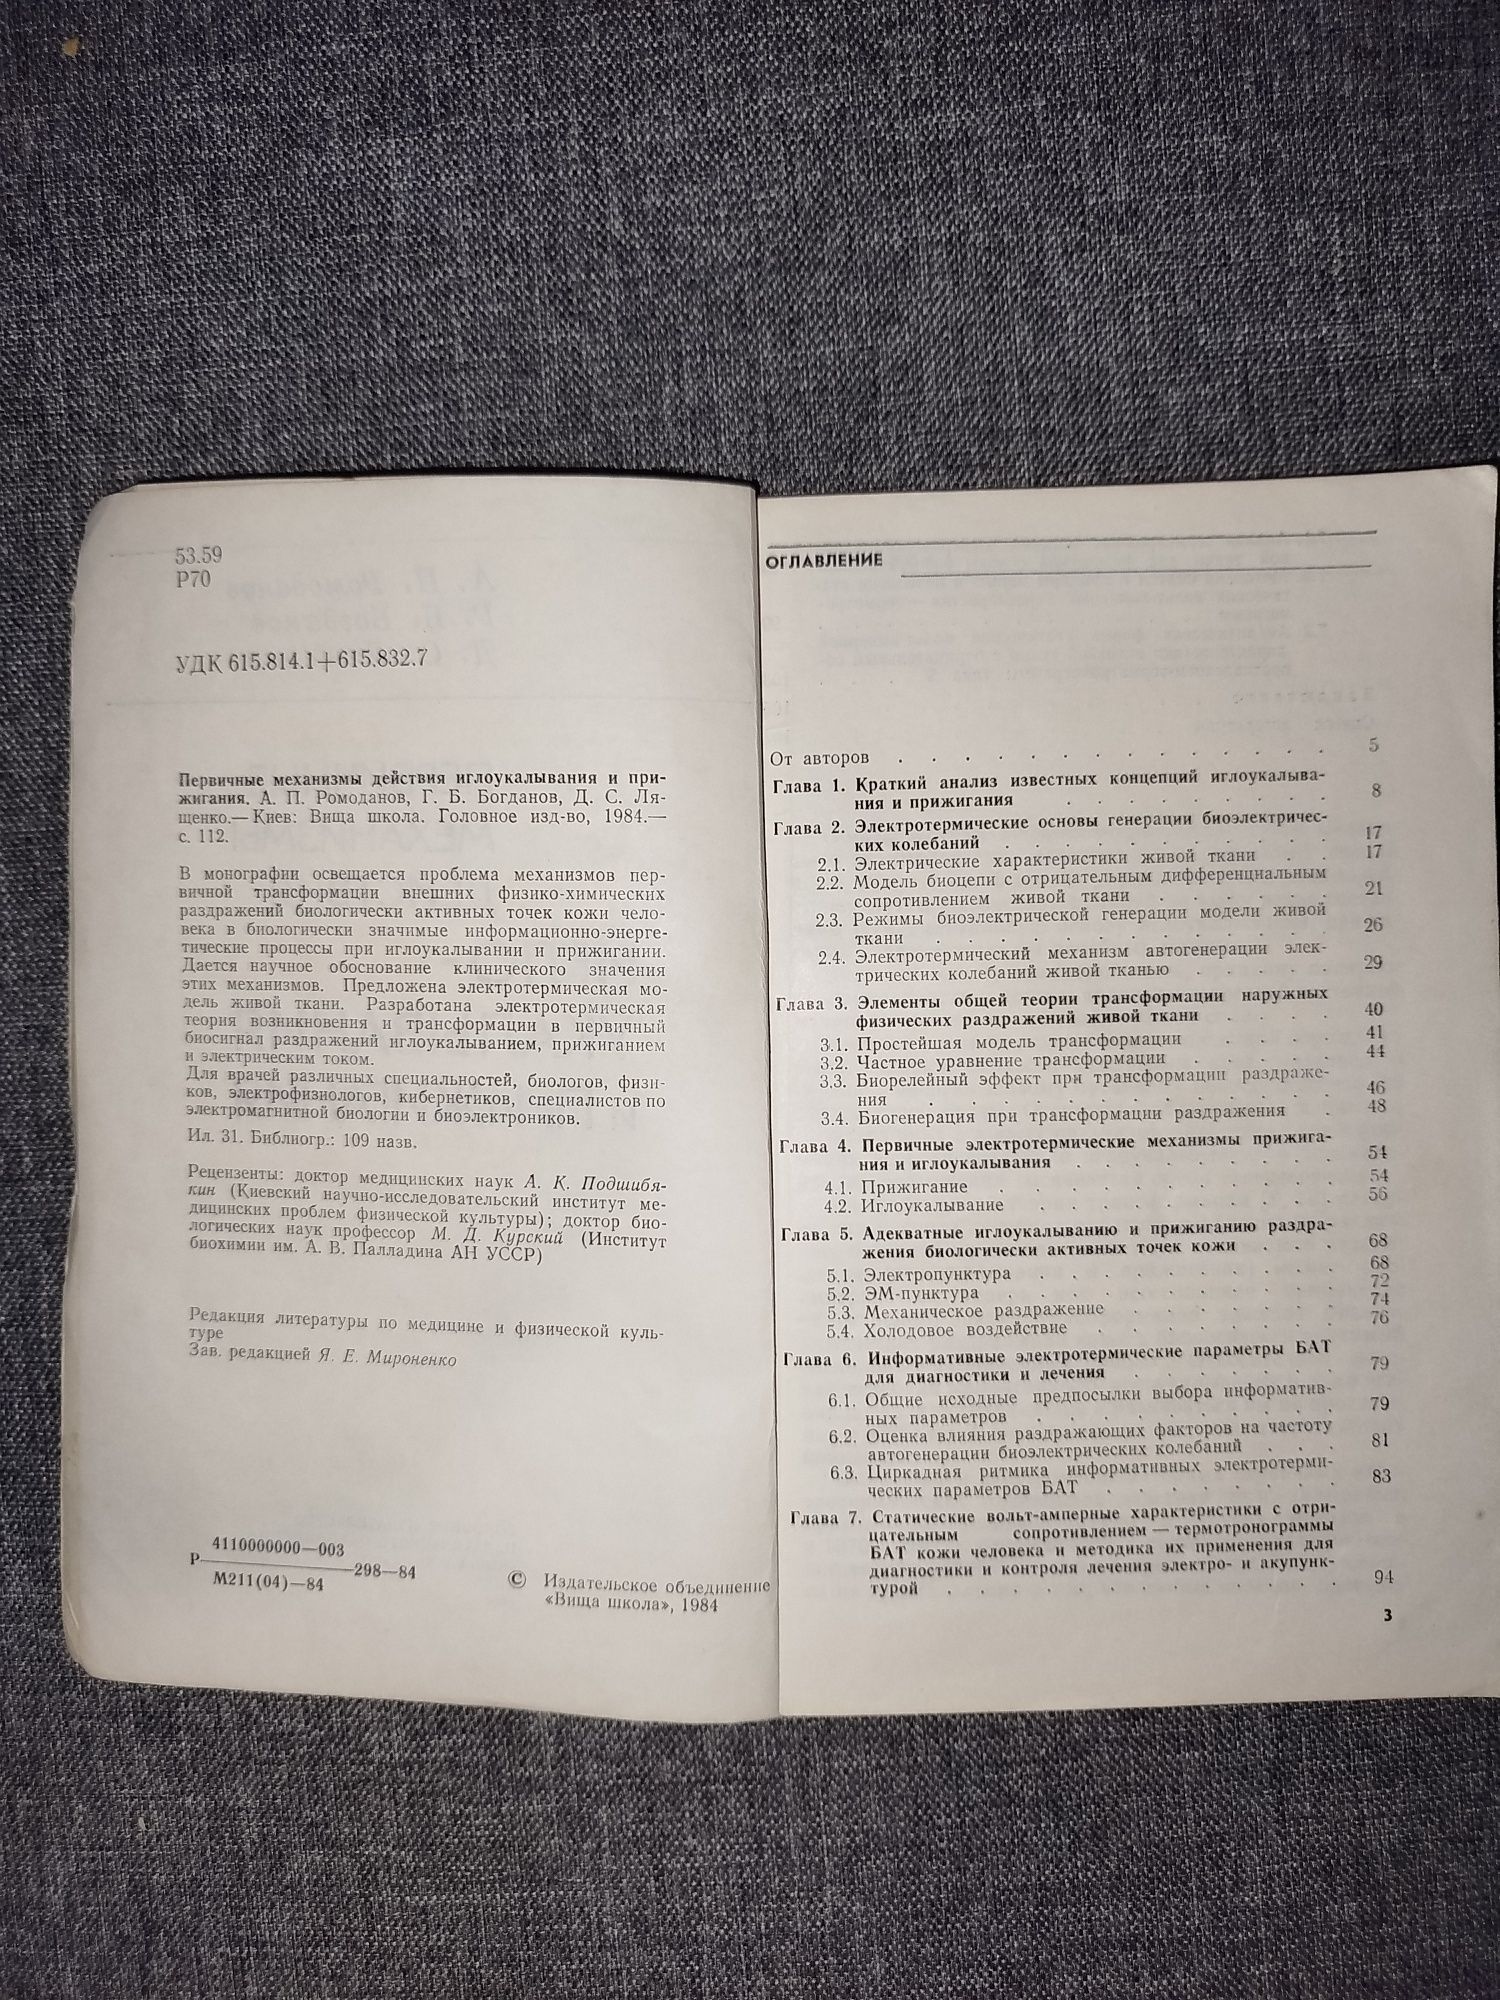 53.59
Р70
УДК 615.814.1+615.832.7
Первичные механизмы действия иглоукалывания и при-
жигания. А. П. Ромоданов, Г. Б. Богданов, Д. С. Ля-
щенко.— Киев: Вища школа. Головное изд-во, 1984.—
с. 112.
В монографии освещается проблема механизмов пер-
вичной трансформации внешних физико-химических
раздражений биологически активных точек кожи чело-
века в биологически значимые информационно-энерге-
тические процессы при иглоукалывании и прижигании.
Дается научное обоснование клинического значения
этих механизмов. Предложена электротермическая мо-
дель живой ткани. Разработана электротермическая
теория возникновения и трансформации в первичный
биосигнал раздражений иглоукалыванием, прижиганием
и электрическим током.
Для врачей различных специальностей, биологов, физи-
ков, электрофизиологов, кибернетиков, специалистов по
электромагнитной биологии и биоэлектроников.
Ил. 31. Библиогр.: 109 назв.
Рецензенты: доктор медицинских наук А. К. Подшибя-
кин (Киевский научно-исследовательский институт ме-
дицинских проблем физической культуры); доктор био-
логических наук профессор М. Д. Курский (Институт
биохимии им. А. В. Палладина АН УССР)
Редакция литературы по медицине и физической куль-
туре
Зав. редакцией Я. Е. Мироненко
4110000000—003
Р 298—84
М211(04)—84
© Издательское объединение
«Вища школа», 1984
ОГЛАВЛЕНИЕ
От авторов . . . . . . . . . . . . . 5
Глава 1. Краткий анализ известных концепций иглоукалыва-
ния и прижигания . . . . . . . . . 8
Глава 2. Электротермические основы генерации биоэлектричес-
ких колебаний . . . . . . . . . . . 17
2.1. Электрические характеристики живой ткани . . 17
2.2. Модель биоцепи с отрицательным дифференциальным
сопротивлением живой ткани . . . . . . 21
2.3. Режимы биоэлектрической генерации модели живой
ткани . . . . . . . . . . . . . 26
2.4. Электротермический механизм автогенерации элек-
трических колебаний живой тканью . . . . . 29
Глава 3. Элементы общей теории трансформации наружных
физических раздражений живой ткани . . . . 40
3.1. Простейшая модель трансформации . . . . 41
3.2. Частное уравнение трансформации . . . . . 44
3.3. Биорелейный эффект при трансформации раздраже-
ния . . . . . . . . . . . . . 46
3.4. Биогенерация при трансформации раздражения . 48
Глава 4. Первичные электротермические механизмы прижига-
ния и иглоукалывания . . . . . . . . . 54
4.1. Прижигание . . . . . . . . . . . 54
4.2. Иглоукалывание . . . . . . . . . . 56
Глава 5. Адекватные иглоукалыванию и прижиганию раздра-
жения биологически активных точек кожи . . . 68
5.1. Электропунктура . . . . . . . . . . 68
5.2. ЭМ-пунктура . . . . . . . . . . . 72
5.3. Механическое раздражение . . . . . . . 74
5.4. Холодовое воздействие . . . . . . . . 76
Глава 6. Информативные электротермические параметры БАТ
для диагностики и лечения . . . . . . . 79
6.1. Общие исходные предпосылки выбора информатив-
ных параметров . . . . . . . . . . 79
6.2. Оценка влияния раздражающих факторов на частоту
автогенерации биоэлектрических колебаний . . . 81
6.3. Циркадная ритмика информативных электротерми-
ческих параметров БАТ . . . . . . . . 83
Глава 7. Статические вольт-амперные характеристики с отри-
цательным сопротивлением — термотронограммы
БАТ кожи человека и методика их применения для
диагностики и контроля лечения электро- и акупунк-
турой . . . . . . . . . . . . . 94
3